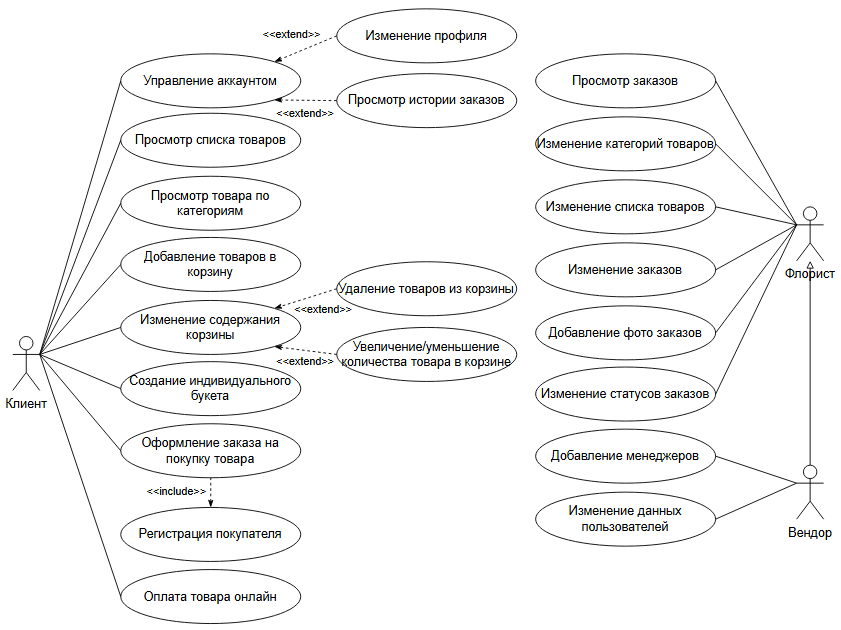 <<extend>>
Изменение профиля
Управление аккаунтом
Просмотр истории заказов
<<extend>>
Просмотр списка товаров
Просмотр товара по
категориям
Добавление товаров в
корзину
Удаление товаров из корзины
<<extend>>
Изменение содержания
корзины
Увеличение/уменьшение
количества товара в корзине
<<extend>>
Создание индивидуального
букета
Клиент
Оформление заказа на
покупку товара
<<include>>
Регистрация покупателя
Оплата товара онлайн
Просмотр заказов
Изменение категорий товаров
Изменение списка товаров
Изменение заказов
Добавление фото заказов
Изменение статусов заказов
Флорист
Добавление менеджеров
Изменение данных
пользователей
Вендор